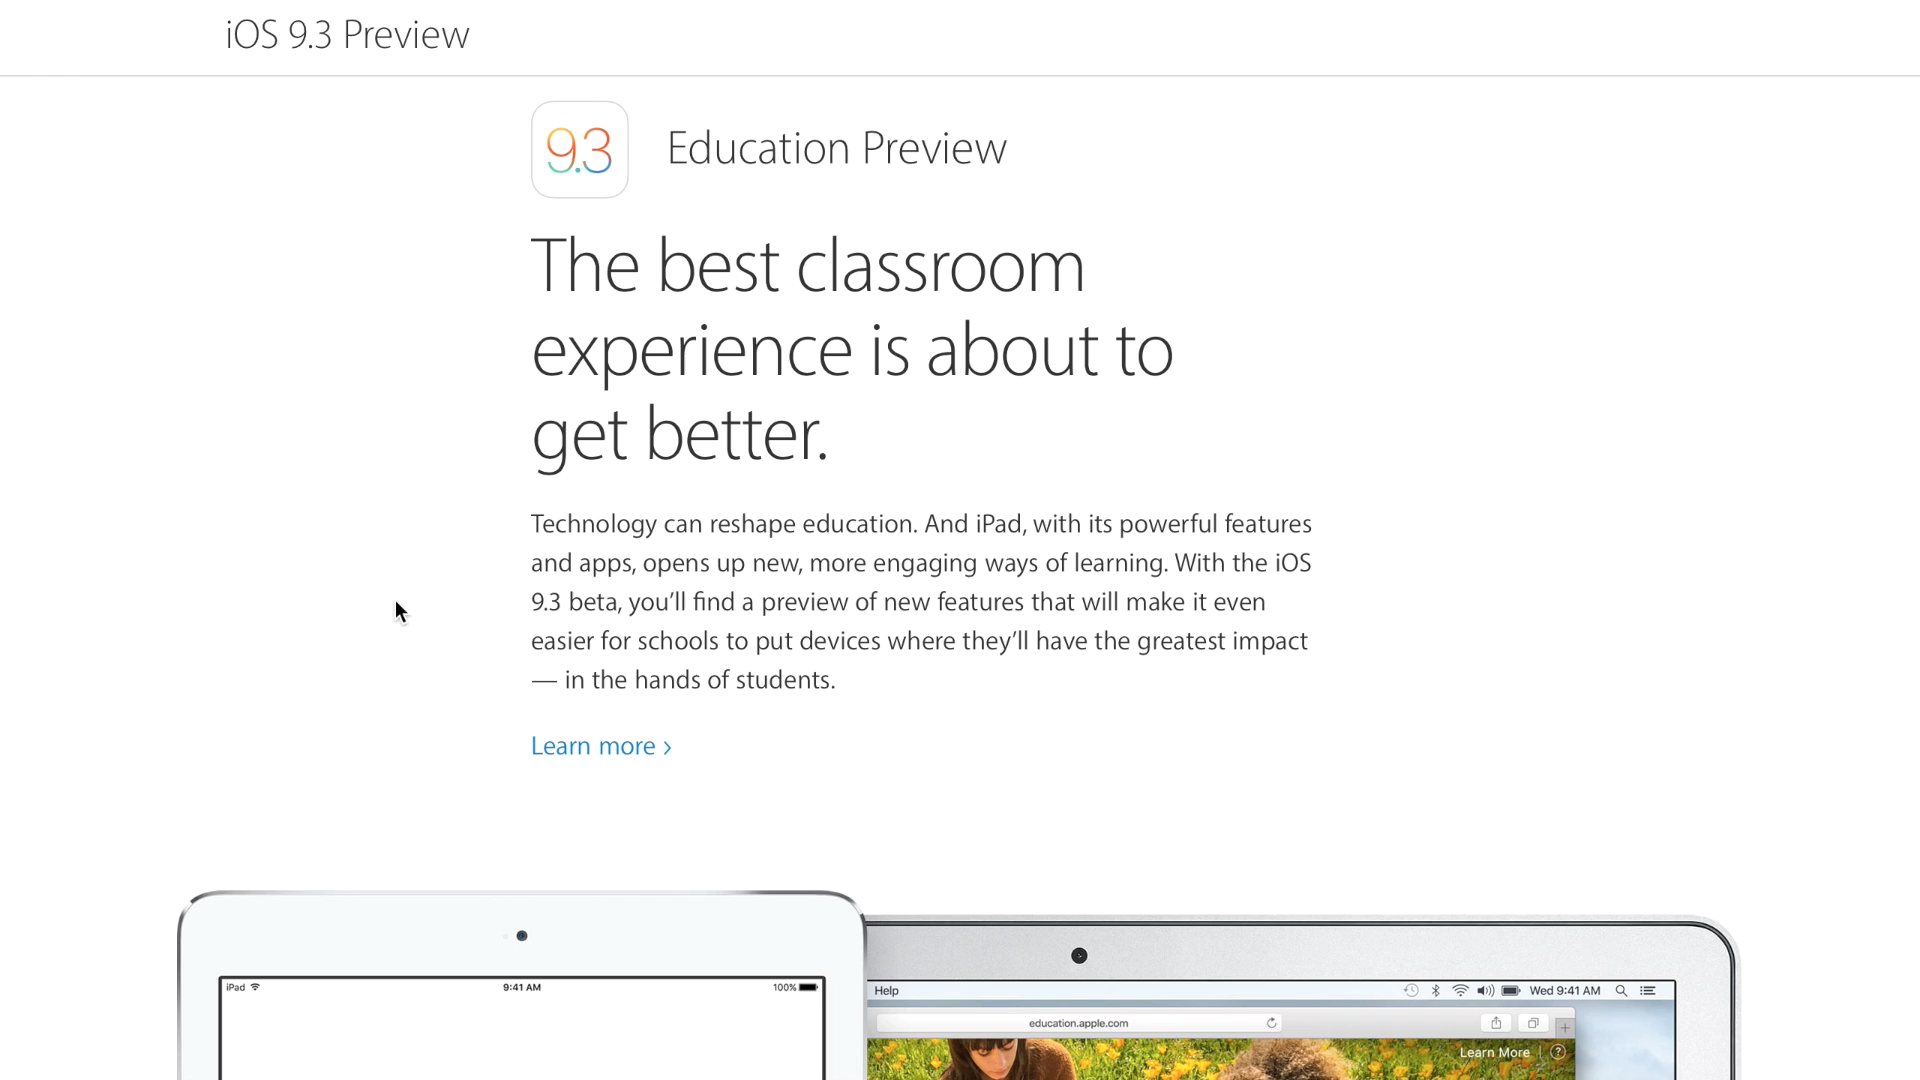 iOS 9.3 Preview
9.3
Education Preview
The best classroom
experience is about to
get better.
Technology can reshape education. And iPad, with its powerful features
and apps, opens up new, more engaging ways of learning. With the iOS
9.3 beta, you’ll find a preview of new features that will make it even
easier for schools to put devices where they’ll have the greatest impact
— in the hands of students.
Learn more ›
iPad
9:41 AM
100%
Help
Wed 9:41 AM
education.apple.com
Learn More